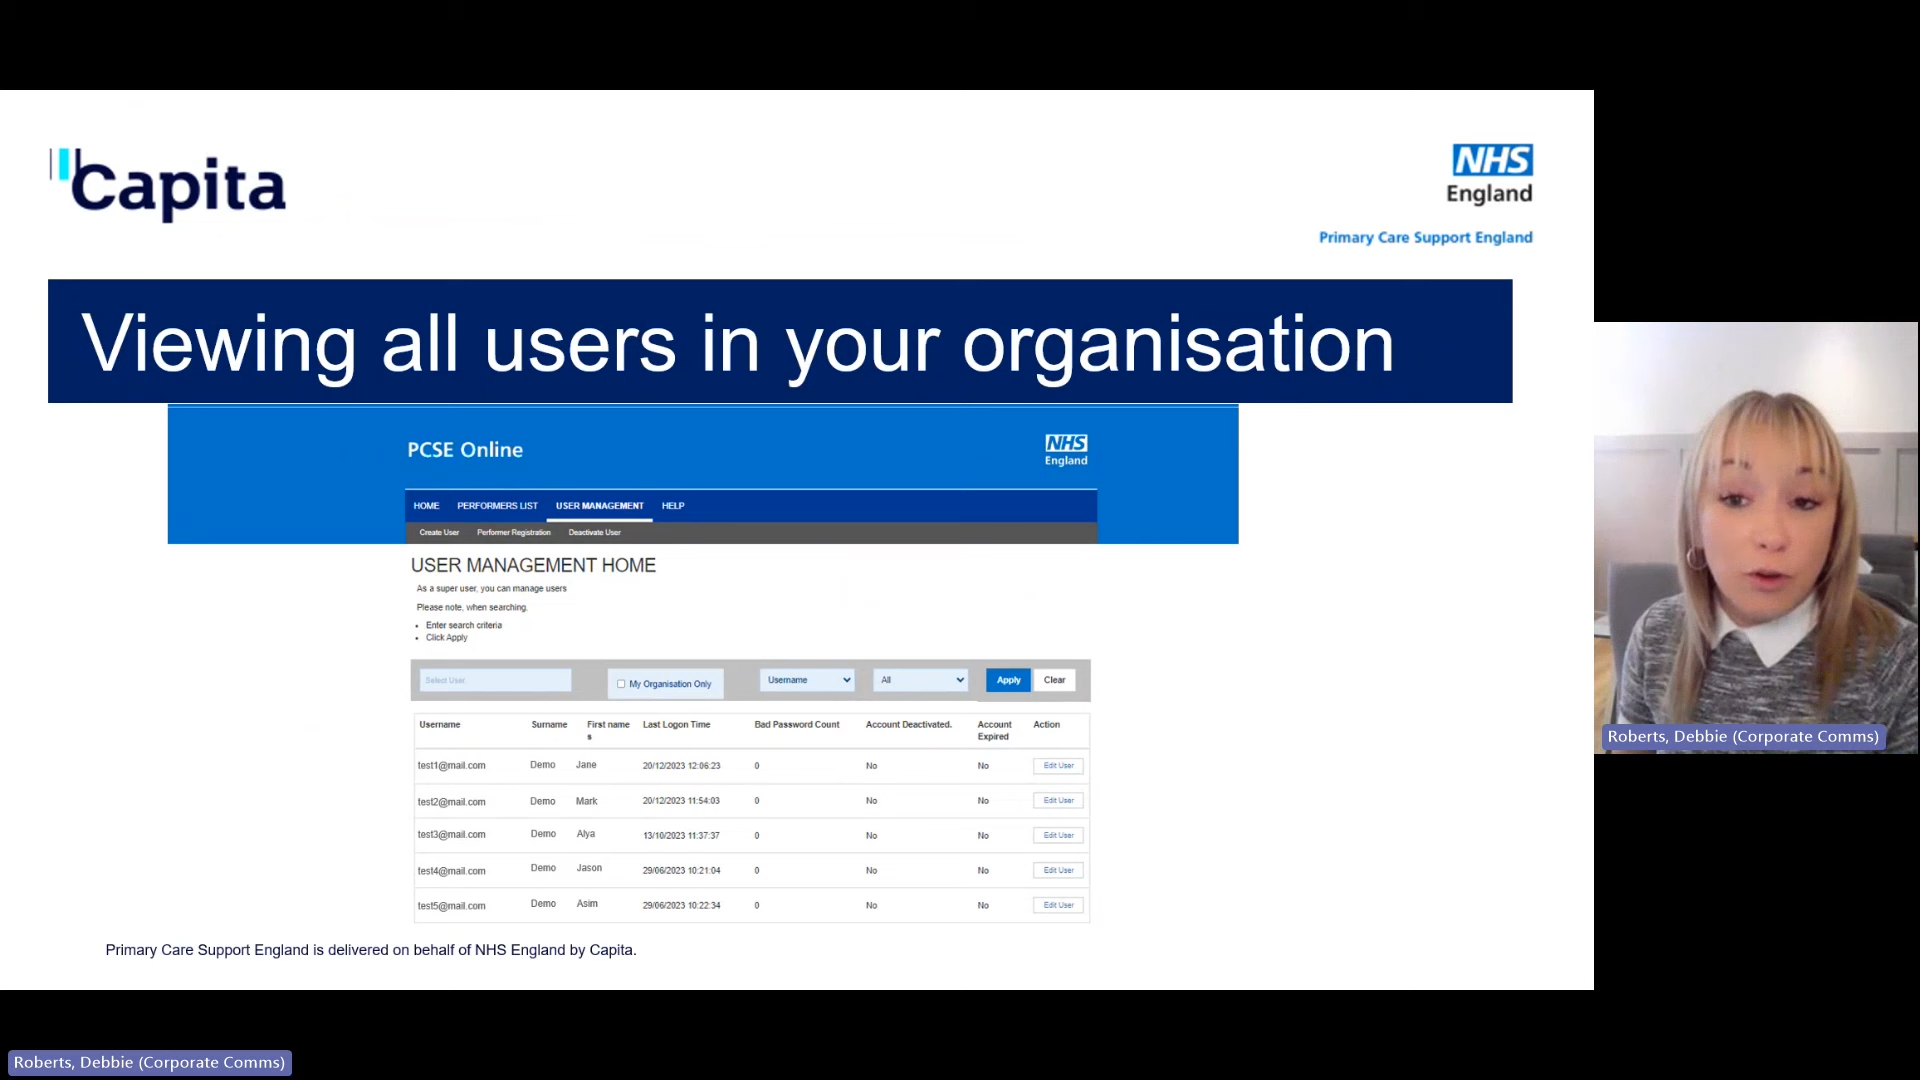 Capita
NHS
England
Primary Care Support England
Viewing all users in your organisation
PCSE Online
NHS
England
HOME PERFORMERS LIST USER MANAGEMENT HELP
Create User Performer Registration Deactivate User
USER MANAGEMENT HOME
As a super user, you can manage users
Please note, when searching.
• Enter search criteria
• Click Apply
Select User My Organisation Only Username All Apply Clear
Username Surname First name s Last Logon Time Bad Password Count Account Deactivated. Account Expired Action
test1@mail.com Demo Jane 20/12/2023 12:06:23 0 No No Edit User
test2@mail.com Demo Mark 20/12/2023 11:54:03 0 No No Edit User
test3@mail.com Demo Alya 13/10/2023 11:37:37 0 No No Edit User
test4@mail.com Demo Jason 29/06/2023 10:21:04 0 No No Edit User
test5@mail.com Demo Asim 29/06/2023 10:22:34 0 No No Edit User
Primary Care Support England is delivered on behalf of NHS England by Capita.
Roberts, Debbie (Corporate Comms)
Roberts, Debbie (Corporate Comms)